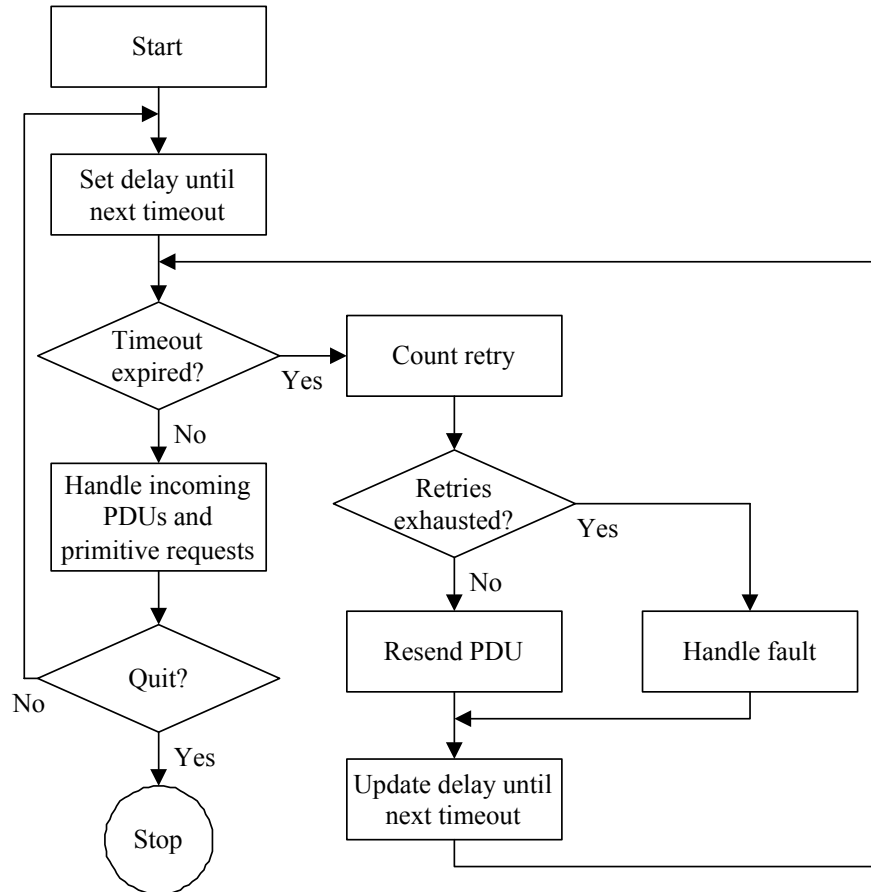 Start
Set delay until
next timeout
Timeout
expired?
Yes
Count retry
No
Handle incoming
PDUs and
primitive requests
Retries
exhausted?
Yes
No
Resend PDU
Handle fault
Quit?
No
Yes
Update delay until
next timeout
Stop